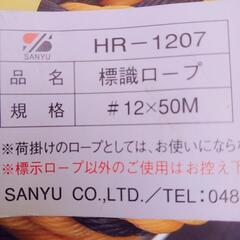 HR-1207
SANYU
品名 標識ロープ
規格 #12×50M
※荷掛けのロープとしては、お使いになら
※標示ロープ以外のご使用はお控え下
SANYU CO.,LTD./TEL:048